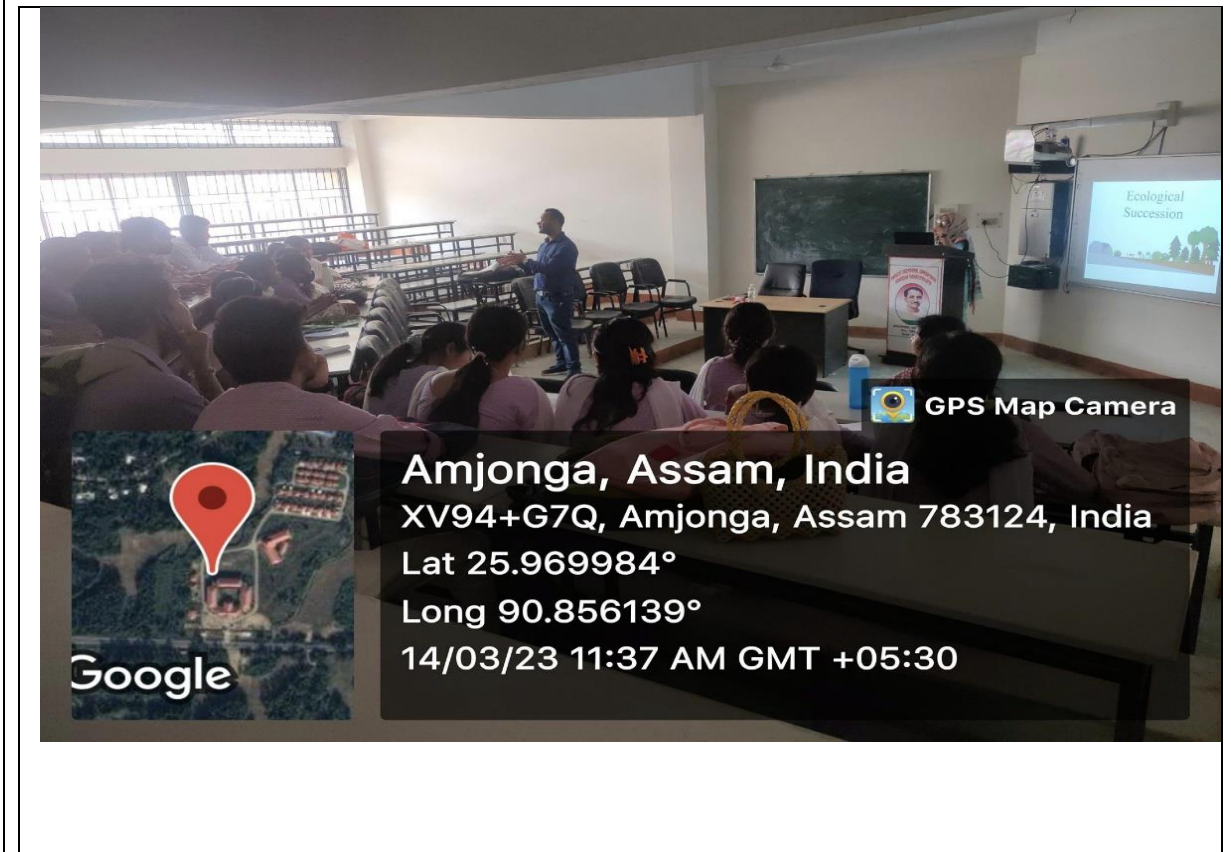 Ecological
Succession
GPS Map Camera
Amjonga, Assam, India
XV94+G7Q, Amjonga, Assam 783124, India
Lat 25.969984°
Long 90.856139°
14/03/23 11:37 AM GMT +05:30
Google